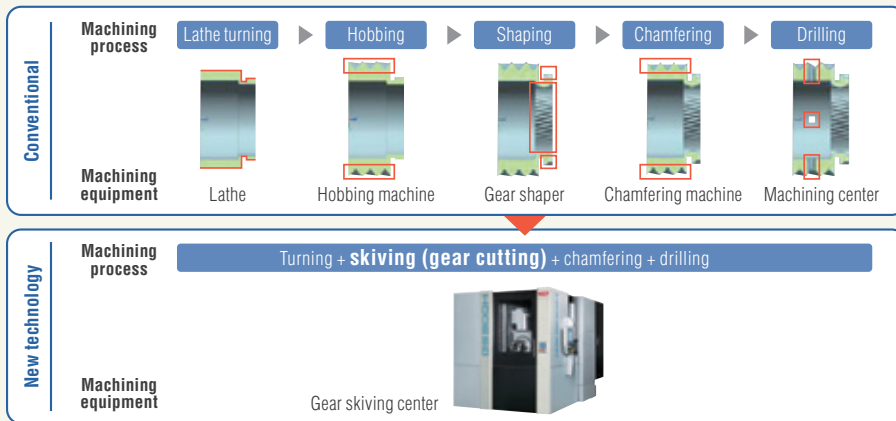 Conventional
Machining
process
Lathe turning
Hobbing
Shaping
Chamfering
Drilling
Machining
equipment
Lathe
Hobbing machine
Gear shaper
Chamfering machine
Machining center
New technology
Machining
process
Turning + skiving (gear cutting) + chamfering + drilling
Machining
equipment
Gear skiving center